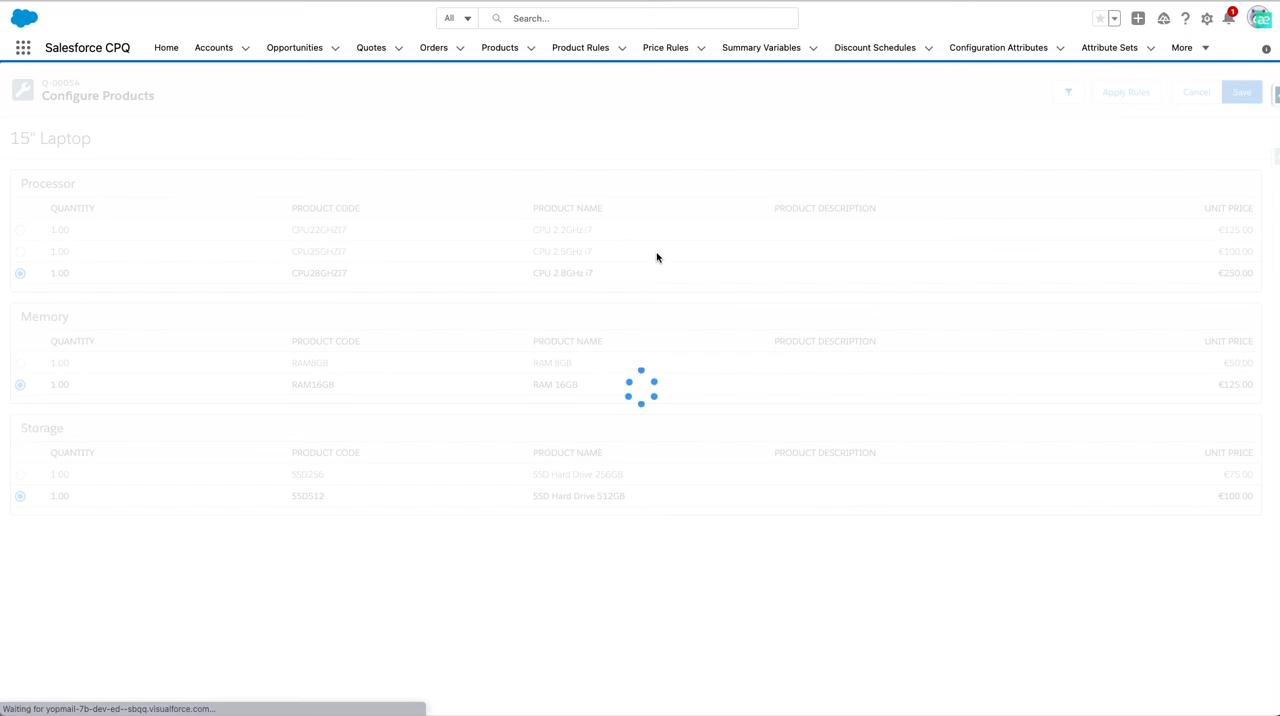 All Search... 1
Salesforce CPQ Home Accounts Opportunities Quotes Orders Products Product Rules Price Rules Summary Variables Discount Schedules Configuration Attributes Attribute Sets More
Q-00054
Configure Products Apply Rules Cancel Save
15" Laptop
Processor
QUANTITY PRODUCT CODE PRODUCT NAME PRODUCT DESCRIPTION UNIT PRICE
1.00 CPU22GHZI7 CPU 2.2GHz i7 €125.00
1.00 CPU25GHZI7 CPU 2.5GHz i7 €100.00
1.00 CPU28GHZI7 CPU 2.8GHz i7 €250.00
Memory
QUANTITY PRODUCT CODE PRODUCT NAME PRODUCT DESCRIPTION UNIT PRICE
1.00 RAM8GB RAM 8GB €50.00
1.00 RAM16GB RAM 16GB €125.00
Storage
QUANTITY PRODUCT CODE PRODUCT NAME PRODUCT DESCRIPTION UNIT PRICE
1.00 SSD256 SSD Hard Drive 256GB €75.00
1.00 SSD512 SSD Hard Drive 512GB €100.00
Waiting for yopmail-7b-dev-ed--sbqq.visualforce.com...